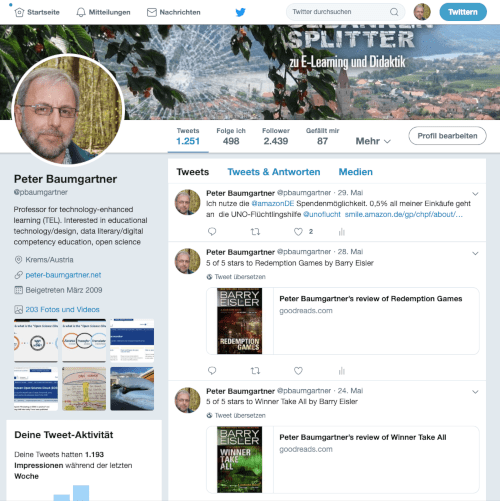 Startseite Mitteilungen Nachrichten Twitter durchsuchen Twittern
GEDANKEN
SPLITTER
zu E-Learning und Didaktik
Tweets Folge ich Follower Gefällt mir
1.251 498 2.439 87 Mehr Profil bearbeiten
Peter Baumgartner
@pbaumgartner
Professor for technology-enhanced
learning (TEL). Interested in educational
technology/design, data literary/digital
competency education, open science
Krems/Austria
peter-baumgartner.net
Beigetreten März 2009
203 Fotos und Videos
Deine Tweet-Aktivität
Deine Tweets hatten 1.193
Impressionen während der letzten
Woche
Tweets Tweets & Antworten Medien
Peter Baumgartner @pbaumgartner · 29. Mai
Ich nutze die @amazonDE Spendenmöglichkeit. 0,5% all meiner Einkäufe geht
an die UNO-Flüchtlingshilfe @unoflucht smile.amazon.de/gp/chpf/about/...
2
Peter Baumgartner @pbaumgartner · 28. Mai
5 of 5 stars to Redemption Games by Barry Eisler
Tweet übersetzen
BARRY
EISLER
REDEMPTION
GAMES
Peter Baumgartner's review of Redemption Games
goodreads.com
Peter Baumgartner @pbaumgartner · 24. Mai
5 of 5 stars to Winner Take All by Barry Eisler
Tweet übersetzen
BARRY
EISLER
WINNER
TAKE
ALL
Peter Baumgartner's review of Winner Take All
goodreads.com